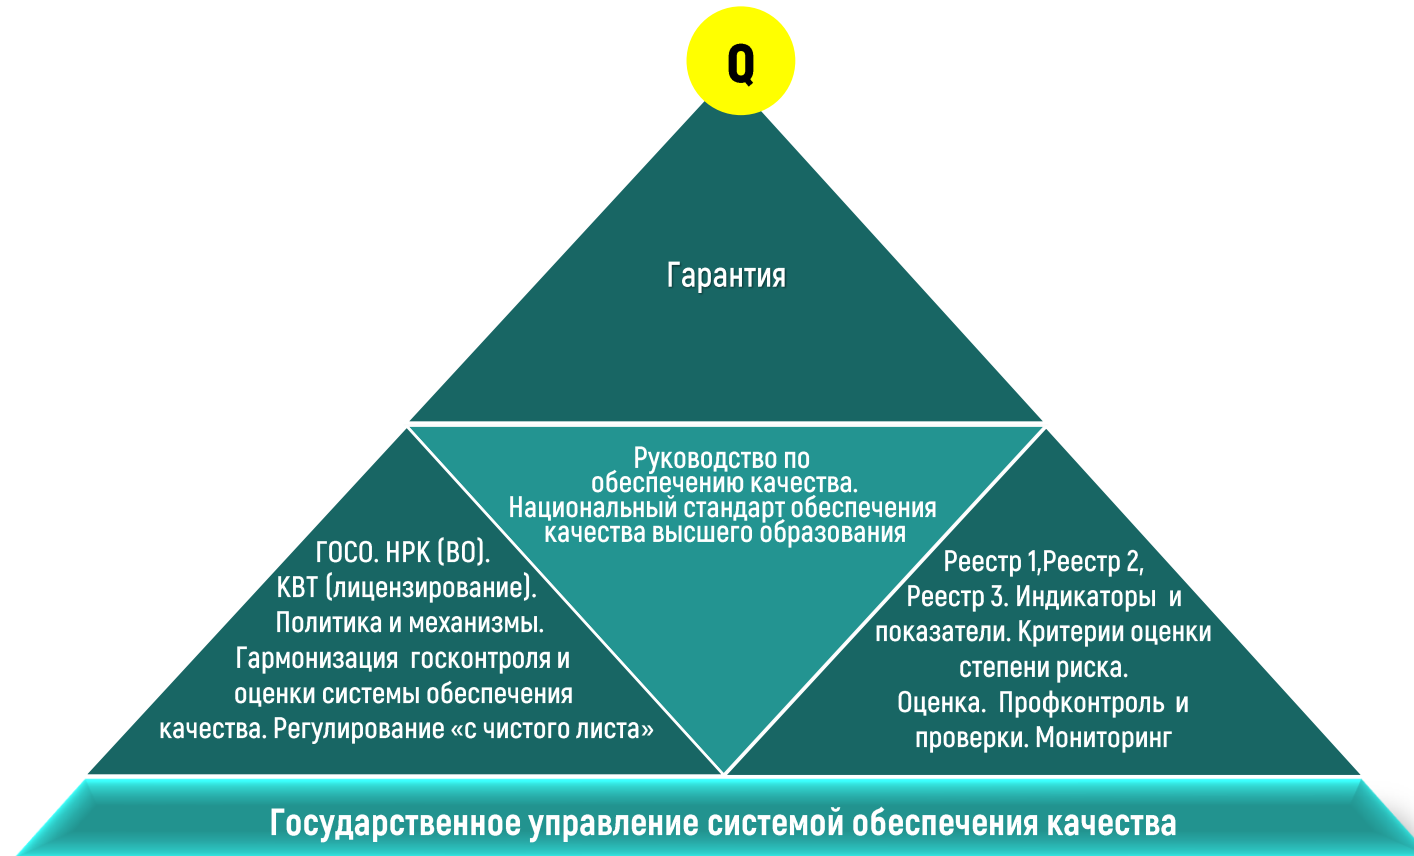 Q
Гарантия
Руководство по
обеспечению качества.
Национальный стандарт обеспечения
качества высшего образования
ГОСО. НРК (ВО).
КВТ (лицензирование).
Политика и механизмы.
Гармонизация госконтроля и
оценки системы обеспечения
качества. Регулирование «с чистого листа»
Реестр 1,Реестр 2,
Реестр 3. Индикаторы и
показатели. Критерии оценки
степени риска.
Оценка. Профконтроль и
проверки. Мониторинг
Государственное управление системой обеспечения качества